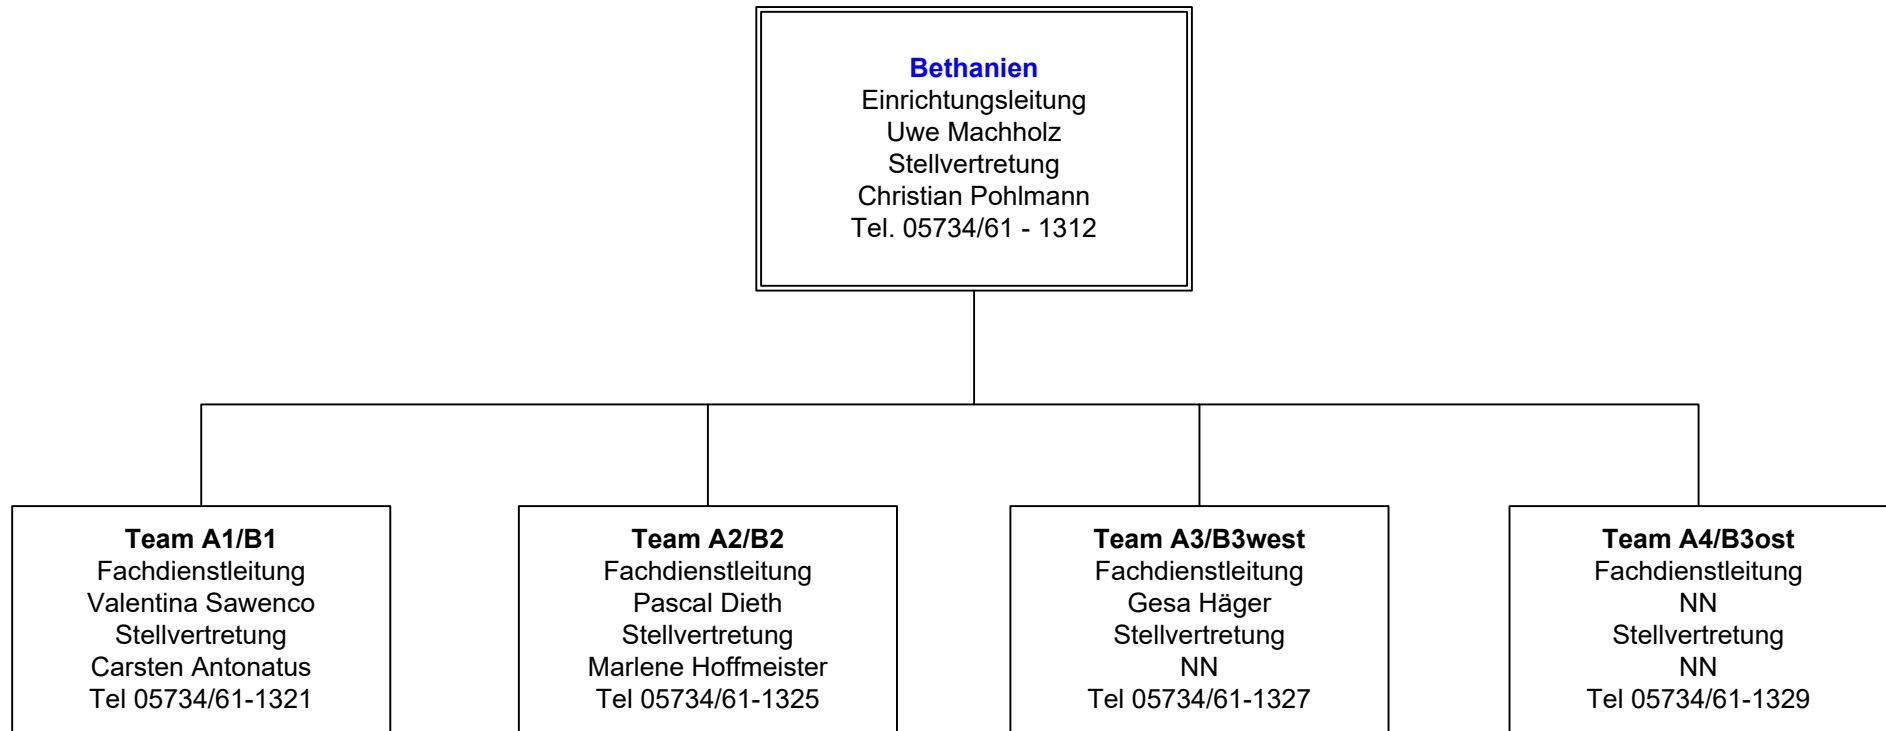 Bethanien
Einrichtungsleitung
Uwe Machholz
Stellvertretung
Christian Pohlmann
Tel. 05734/61 - 1312
Team A1/B1
Fachdienstleitung
Valentina Sawenco
Stellvertretung
Carsten Antonatus
Tel 05734/61-1321
Team A2/B2
Fachdienstleitung
Pascal Dieth
Stellvertretung
Marlene Hoffmeister
Tel 05734/61-1325
Team A3/B3west
Fachdienstleitung
Gesa Häger
Stellvertretung
NN
Tel 05734/61-1327
Team A4/B3ost
Fachdienstleitung
NN
Stellvertretung
NN
Tel 05734/61-1329